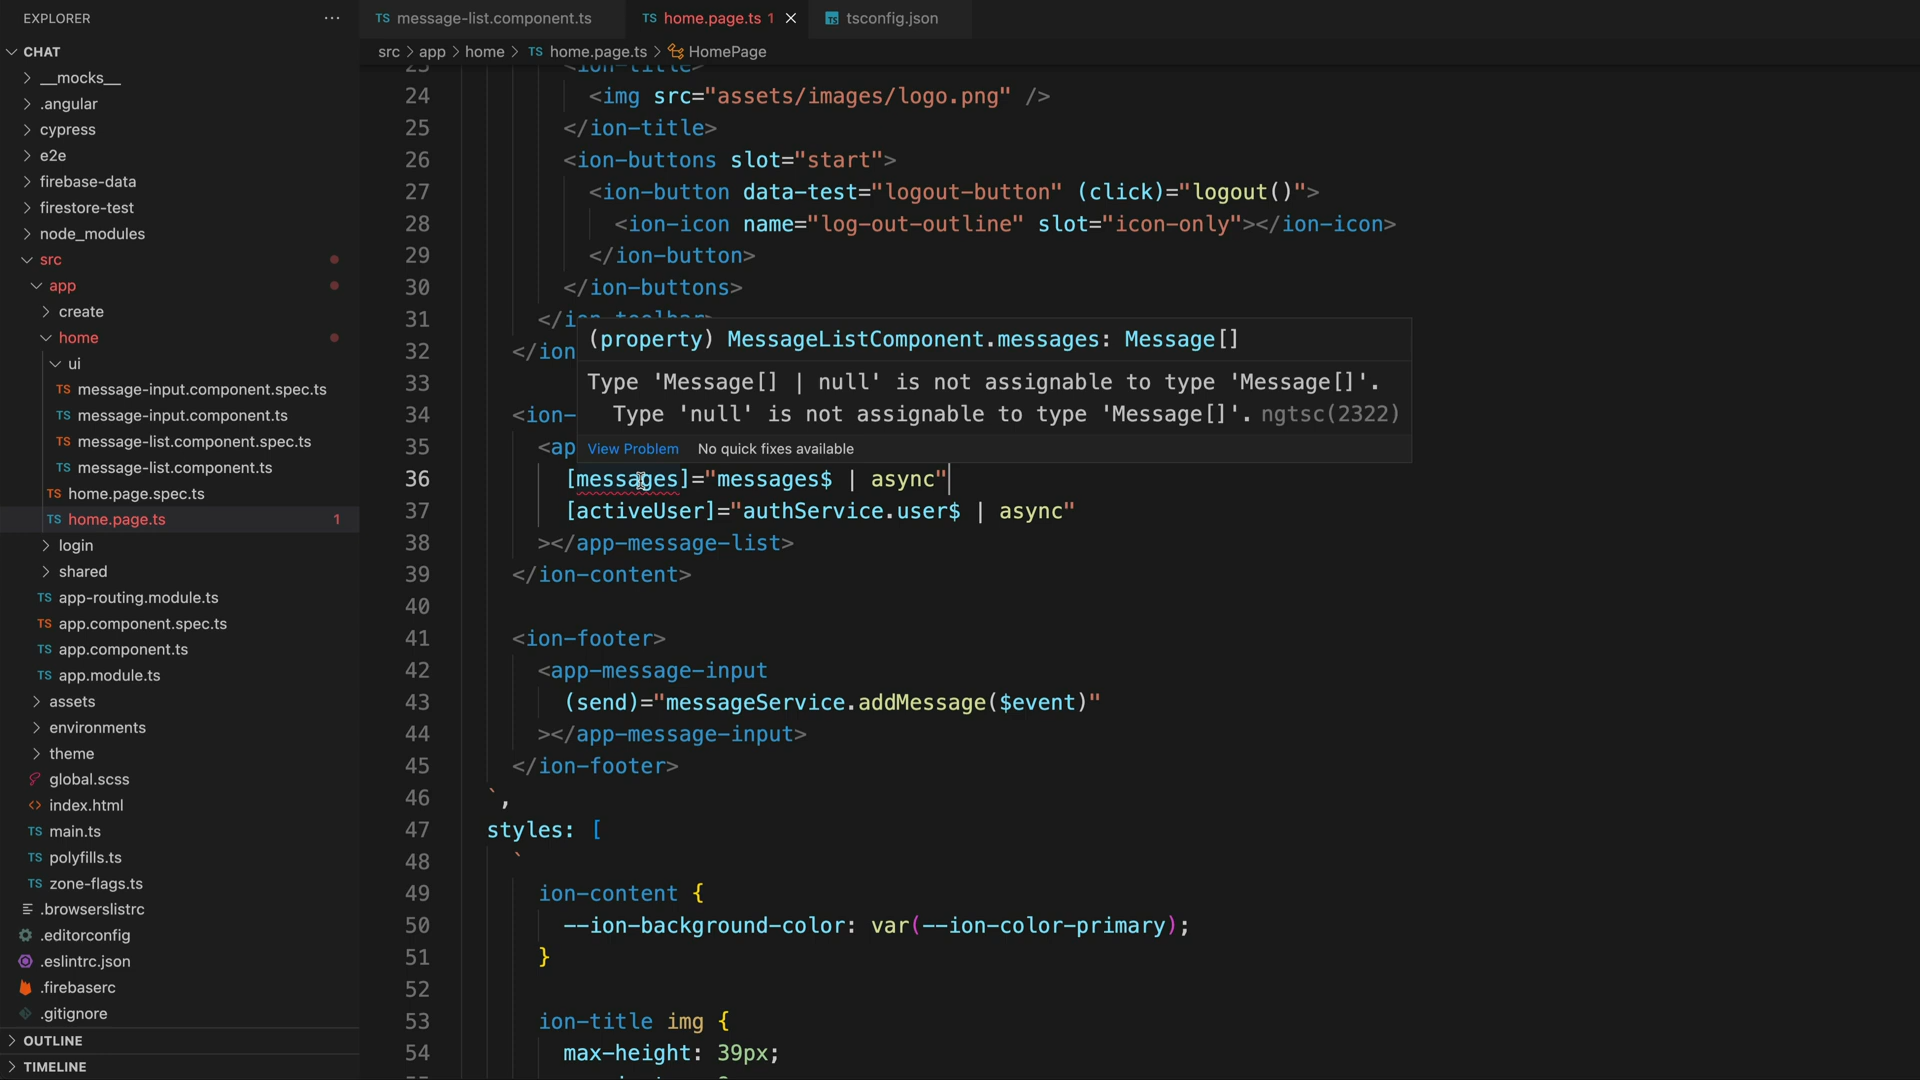 EXPLORER
CHAT
__mocks__
.angular
cypress
e2e
firebase-data
firestore-test
node_modules
src
app
create
home
ui
TS message-input.component.spec.ts
TS message-input.component.ts
TS message-list.component.spec.ts
TS message-list.component.ts
TS home.page.spec.ts
TS home.page.ts 1
login
shared
TS app-routing.module.ts
TS app.component.spec.ts
TS app.component.ts
TS app.module.ts
assets
environments
theme
global.scss
<> index.html
TS main.ts
TS polyfills.ts
TS zone-flags.ts
.browserslistrc
.editorconfig
.eslintrc.json
.firebaserc
.gitignore
OUTLINE
TIMELINE
TS message-list.component.ts
TS home.page.ts 1
TS tsconfig.json
src > app > home > TS home.page.ts > HomePage
23 <ion-title>
24 <img src="assets/images/logo.png" />
25 </ion-title>
26 <ion-buttons slot="start">
27 <ion-button data-test="logout-button" (click)="logout()">
28 <ion-icon name="log-out-outline" slot="icon-only"></ion-icon>
29 </ion-button>
30 </ion-buttons>
31 </ion-toolbar>
32 </ion
(property) MessageListComponent.messages: Message[]
33
Type 'Message[] | null' is not assignable to type 'Message[]'.
Type 'null' is not assignable to type 'Message[]'. ngtsc(2322)
View Problem No quick fixes available
34 <ion-
35 <ap
36 [messages]="messages$ | async"
37 [activeUser]="authService.user$ | async"
38 ></app-message-list>
39 </ion-content>
40
41 <ion-footer>
42 <app-message-input
43 (send)="messageService.addMessage($event)"
44 ></app-message-input>
45 </ion-footer>
46 `,
47 styles: [
48 `
49 ion-content {
50 --ion-background-color: var(--ion-color-primary);
51 }
52
53 ion-title img {
54 max-height: 39px;